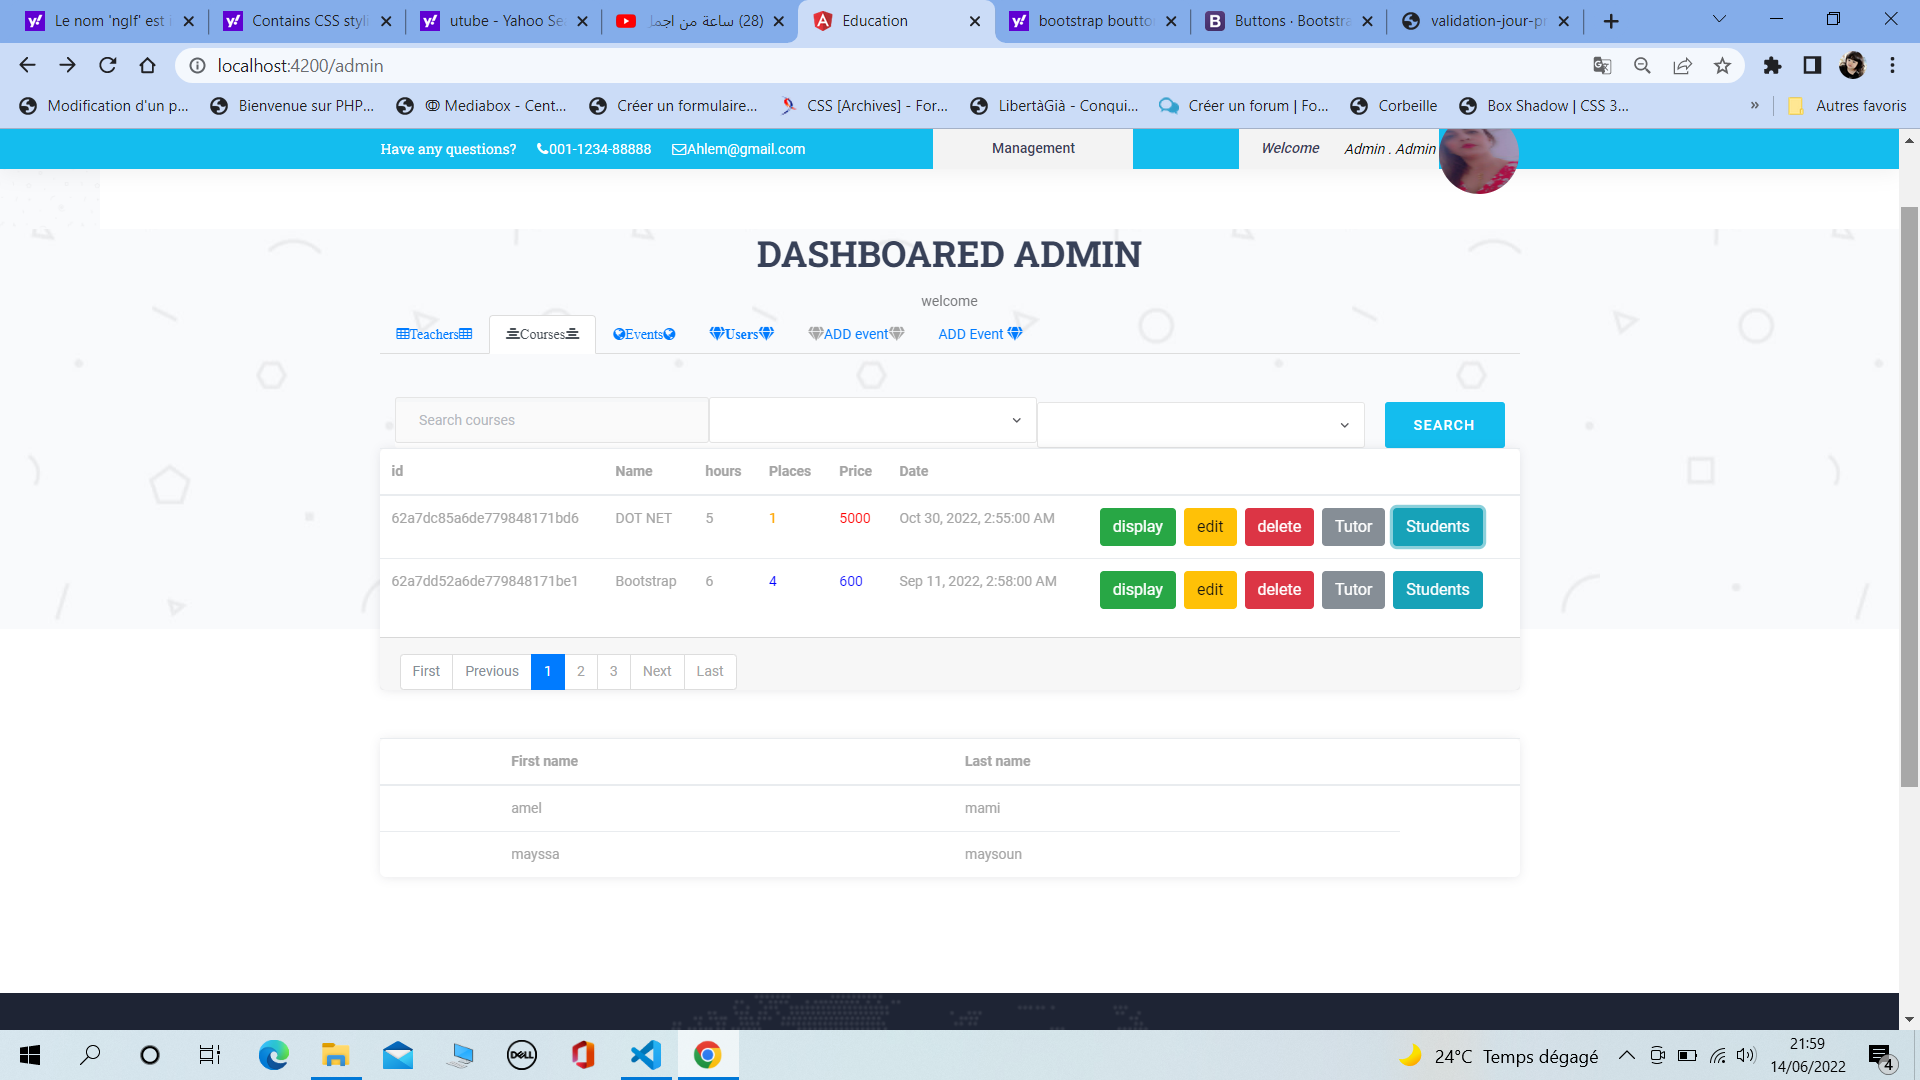 Le nom 'ngIf' est i
Contains CSS styli
utube - Yahoo Sea
(28) ساعة من اجمل
Education
bootstrap boutto
Buttons · Bootstra
validation-jour-pr
localhost:4200/admin
Modification d'un p...
Bienvenue sur PHP...
Mediabox - Cent...
Créer un formulaire...
CSS [Archives] - For...
LibertàGià - Conqui...
Créer un forum | Fo...
Corbeille
Box Shadow | CSS 3...
»
Autres favoris
Have any questions? 001-1234-88888 Ahlem@gmail.com
Management
Welcome Admin . Admin
DASHBOARED ADMIN
welcome
Teachers Courses Events Users ADD event ADD Event
Search courses
SEARCH
id Name hours Places Price Date
62a7dc85a6de779848171bd6 DOT NET 5 1 5000 Oct 30, 2022, 2:55:00 AM display edit delete Tutor Students
62a7dd52a6de779848171be1 Bootstrap 6 4 600 Sep 11, 2022, 2:58:00 AM display edit delete Tutor Students
First Previous 1 2 3 Next Last
First name Last name
amel mami
mayssa maysoun
DELL
24°C Temps dégagé
21:59
14/06/2022
4